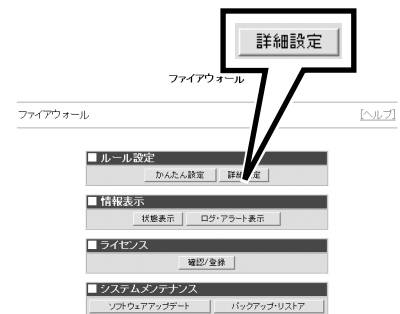 詳細設定
ファイアウォール
ファイアウォール [ヘルプ]
■ ルール設定
かんたん設定 詳細 定
■ 情報表示
状態表示 ログ・アラート表示
■ ライセンス
確認/登録
■ システムメンテナンス
ソフトウェアアップデート バックアップ・リストア